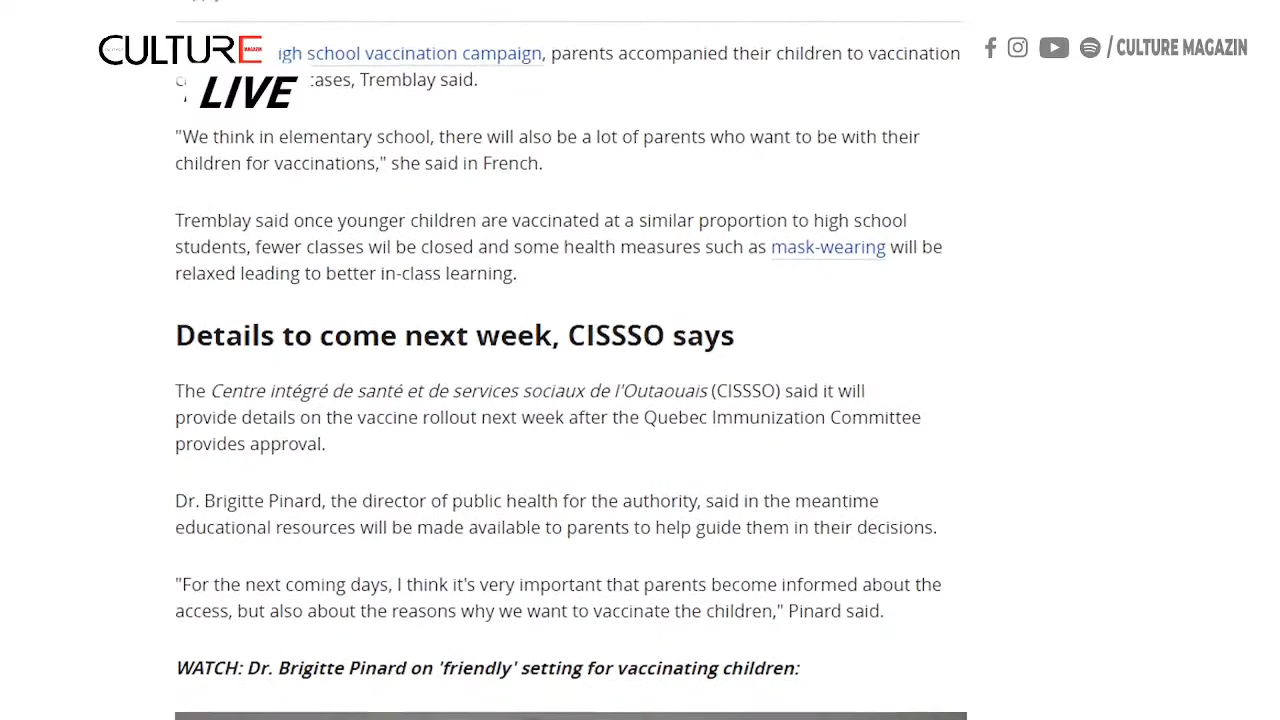 CULTURE MAGAZIN
LIVE
/ CULTURE MAGAZIN
school vaccination campaign, parents accompanied their children to vaccination
Tremblay said.
"We think in elementary school, there will also be a lot of parents who want to be with their
children for vaccinations," she said in French.
Tremblay said once younger children are vaccinated at a similar proportion to high school
students, fewer classes wil be closed and some health measures such as mask-wearing will be
relaxed leading to better in-class learning.
Details to come next week, CISSSO says
The Centre intégré de santé et de services sociaux de l'Outaouais (CISSSO) said it will
provide details on the vaccine rollout next week after the Quebec Immunization Committee
provides approval.
Dr. Brigitte Pinard, the director of public health for the authority, said in the meantime
educational resources will be made available to parents to help guide them in their decisions.
"For the next coming days, I think it's very important that parents become informed about the
access, but also about the reasons why we want to vaccinate the children," Pinard said.
WATCH: Dr. Brigitte Pinard on 'friendly' setting for vaccinating children: